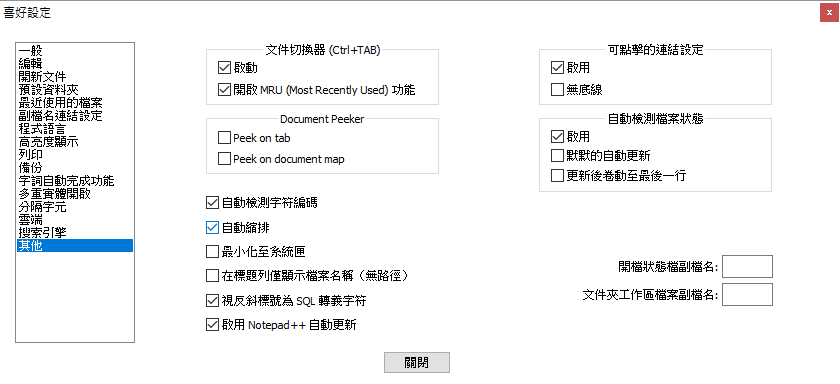 喜好設定
x
一般
編輯
開新文件
預設資料夾
最近使用的檔案
副檔名連結設定
程式語言
高亮度顯示
列印
備份
字詞自動完成功能
多重實體開啟
分隔字元
雲端
搜索引擎
其他
文件切換器 (Ctrl+TAB)
啟動
開啟 MRU (Most Recently Used) 功能
Document Peeker
Peek on tab
Peek on document map
自動檢測字符編碼
自動縮排
最小化至系統匣
在標題列僅顯示檔案名稱（無路徑）
視反斜標號為 SQL 轉義字符
啟用 Notepad++ 自動更新
可點擊的連結設定
啟用
無底線
自動檢測檔案狀態
啟用
默默的自動更新
更新後卷動至最後一行
開檔狀態檔副檔名:
文件夾工作區檔案副檔名:
關閉